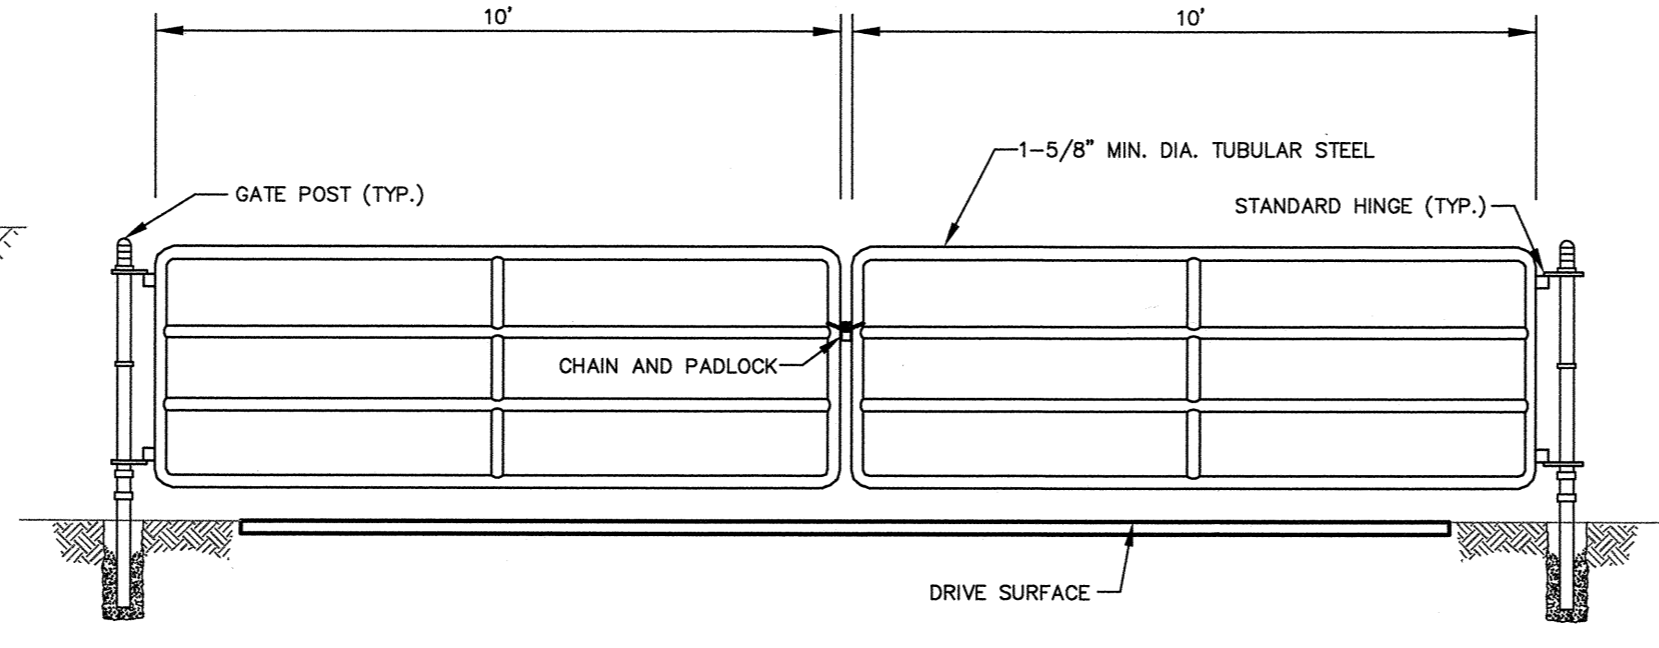 10'
10'
1-5/8" MIN. DIA. TUBULAR STEEL
GATE POST (TYP.)
STANDARD HINGE (TYP.)
CHAIN AND PADLOCK
DRIVE SURFACE